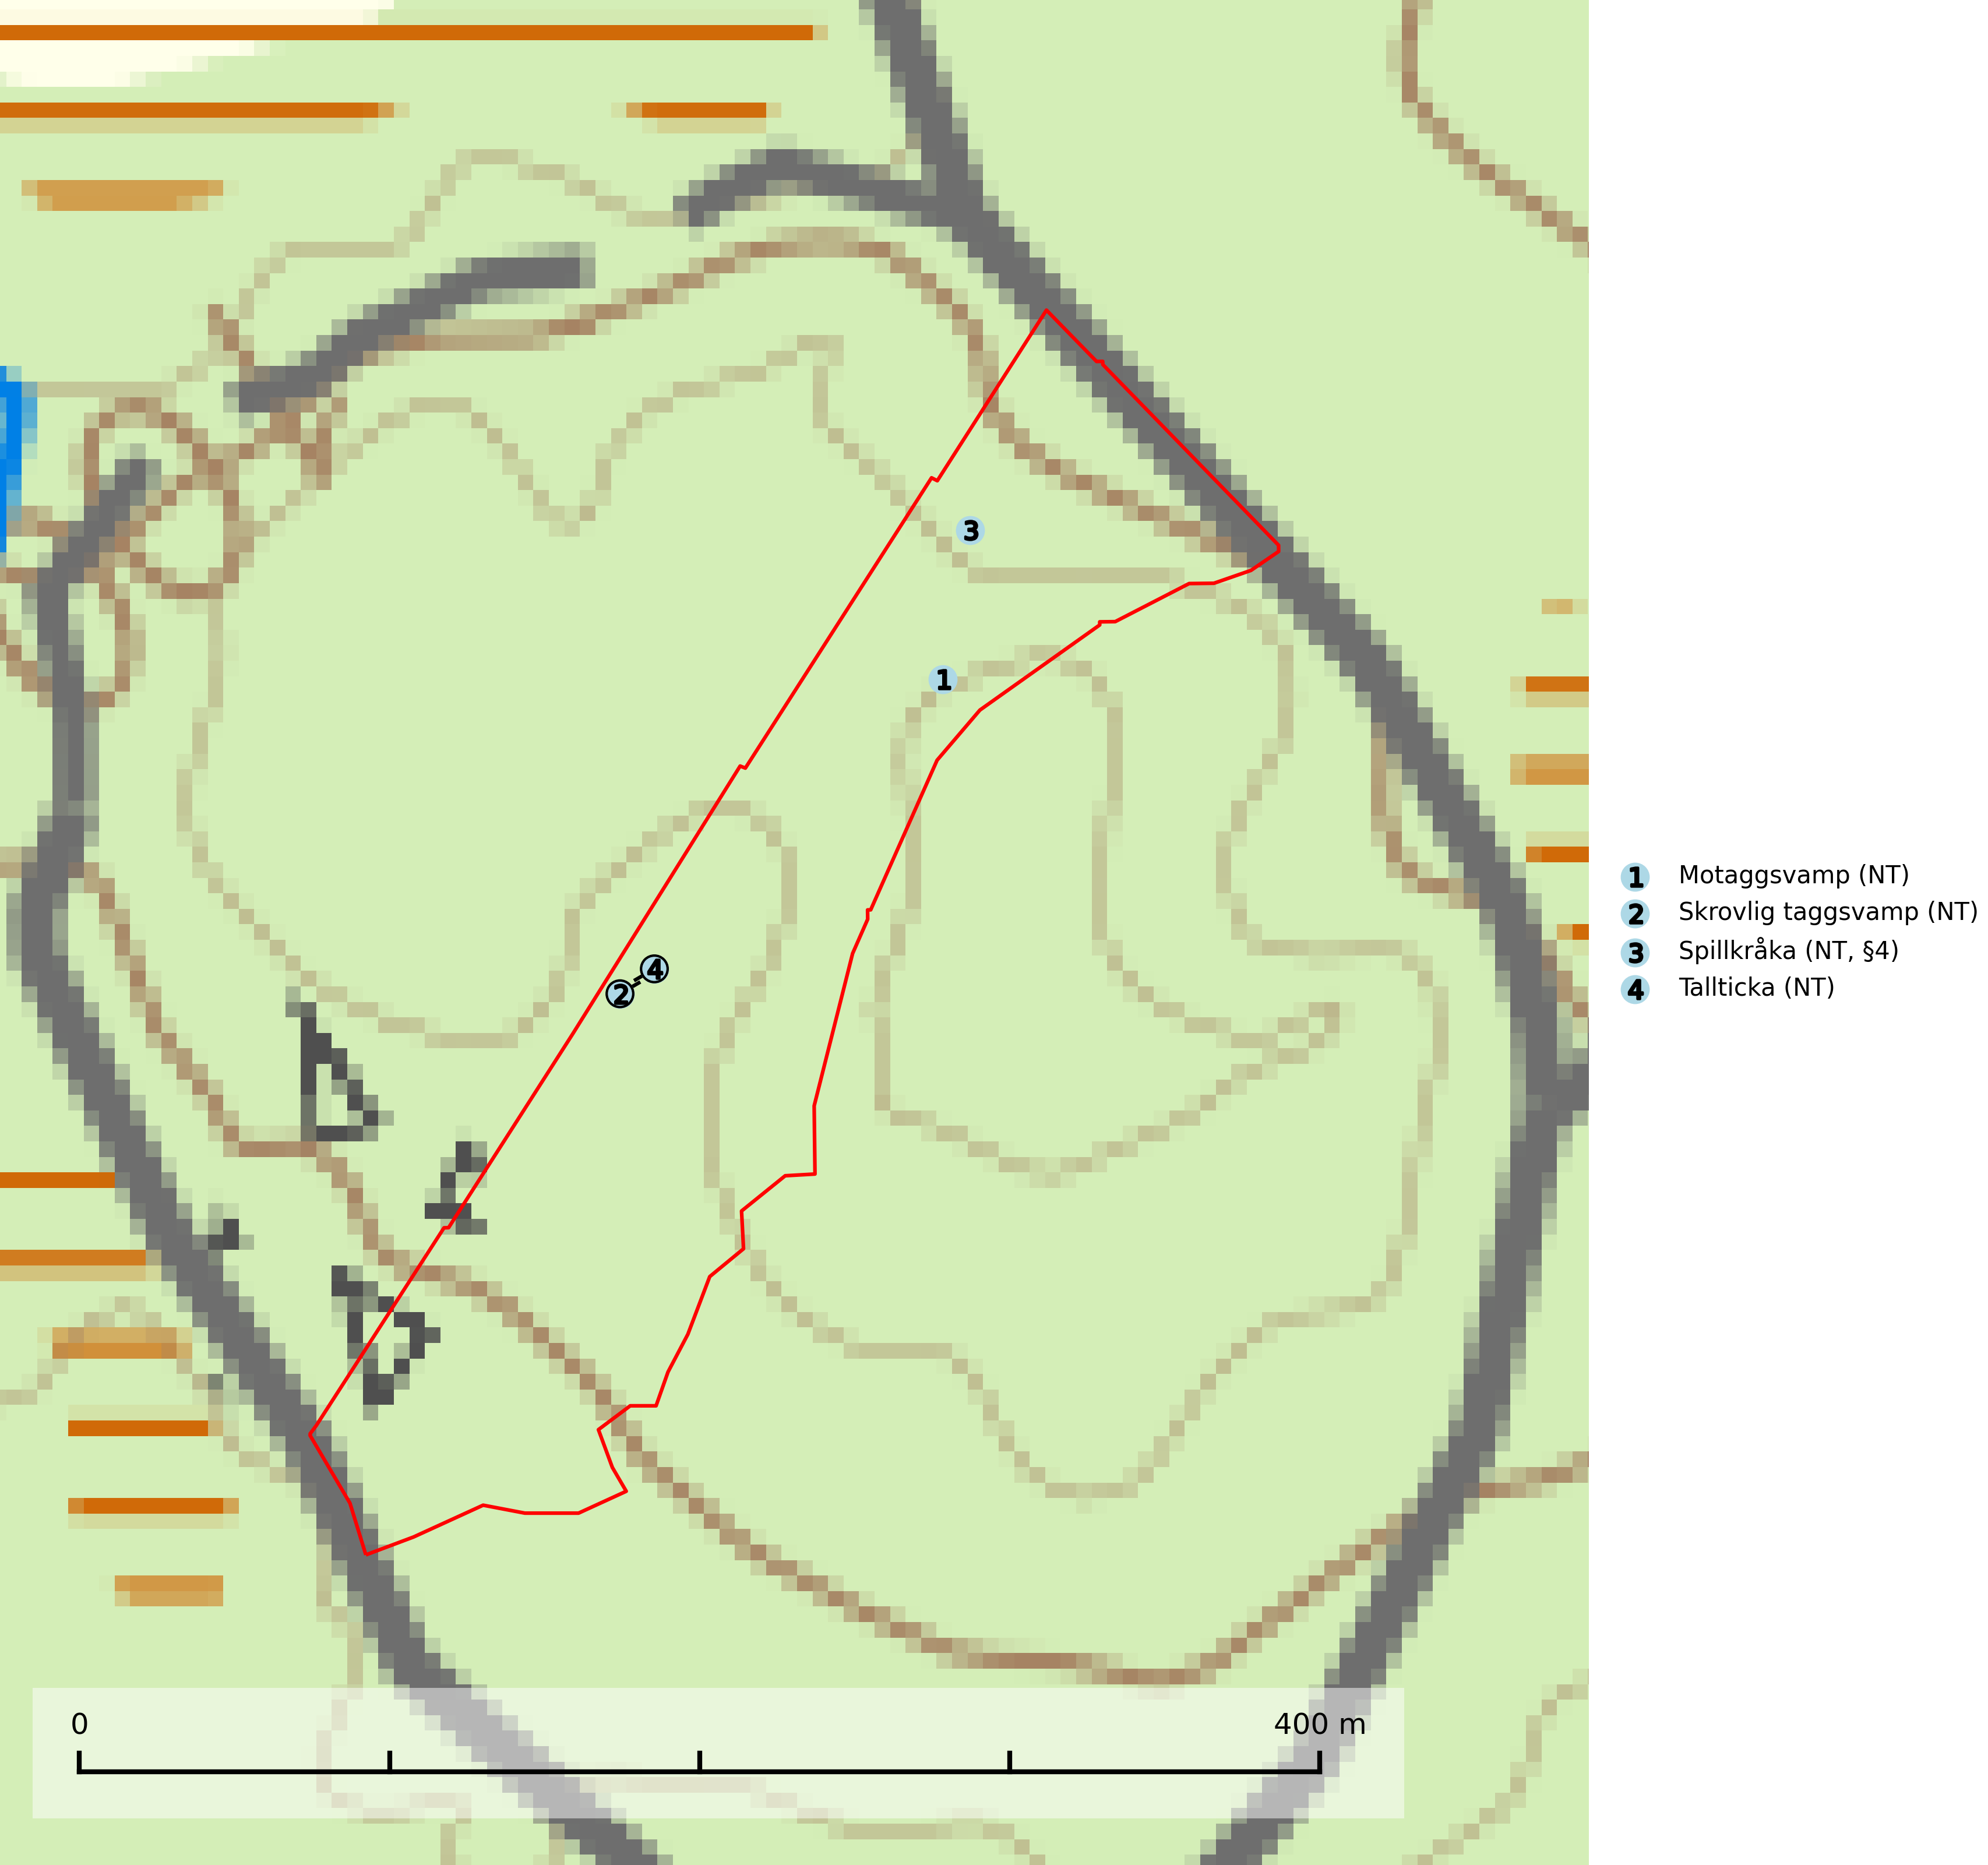 3
1
4
2
1 Motaggsvamp (NT)
2 Skrovlig taggsvamp (NT)
3 Spillkråka (NT, §4)
4 Tallticka (NT)
0 400 m